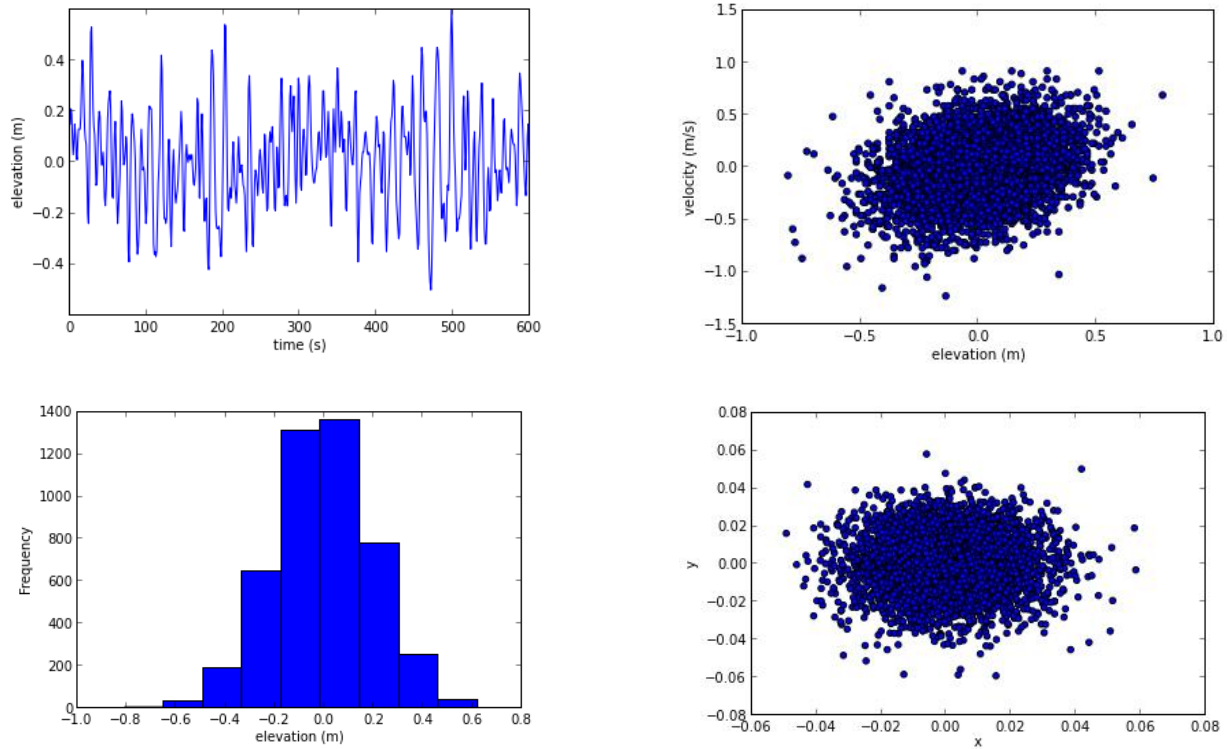 0.4
0.2
0.0
−0.2
−0.4
elevation (m)
0 100 200 300 400 500 600
time (s)
1.5
1.0
0.5
0.0
−0.5
−1.0
−1.5
velocity (m/s)
−1.0 −0.5 0.0 0.5 1.0
elevation (m)
1400
1200
1000
800
600
400
200
0
Frequency
−1.0 −0.8 −0.6 −0.4 −0.2 0.0 0.2 0.4 0.6 0.8
elevation (m)
0.08
0.06
0.04
0.02
0.00
−0.02
−0.04
−0.06
−0.08
y
−0.06 −0.04 −0.02 0.00 0.02 0.04 0.06 0.08
x